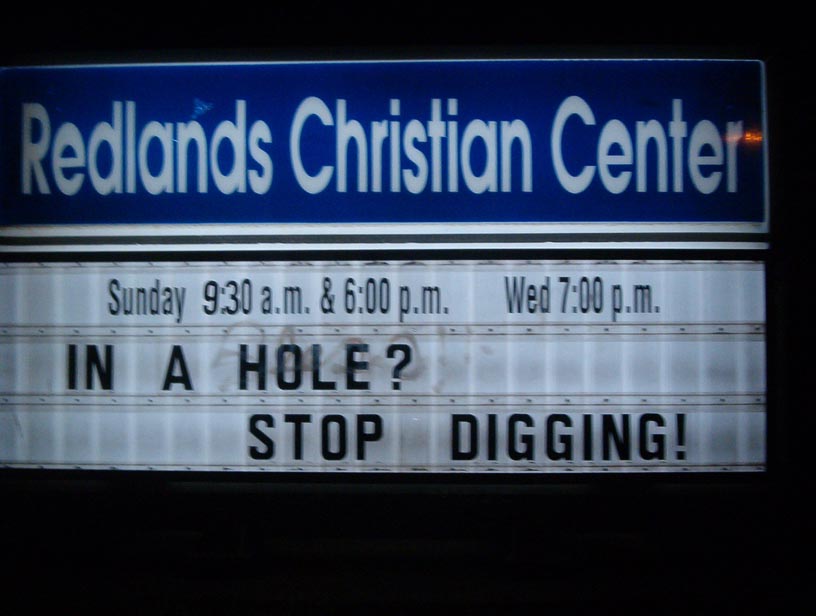 Redlands Christian Center
Sunday 9:30 a.m. & 6:00 p.m. Wed 7:00 p.m.
IN A HOLE?
STOP DIGGING!